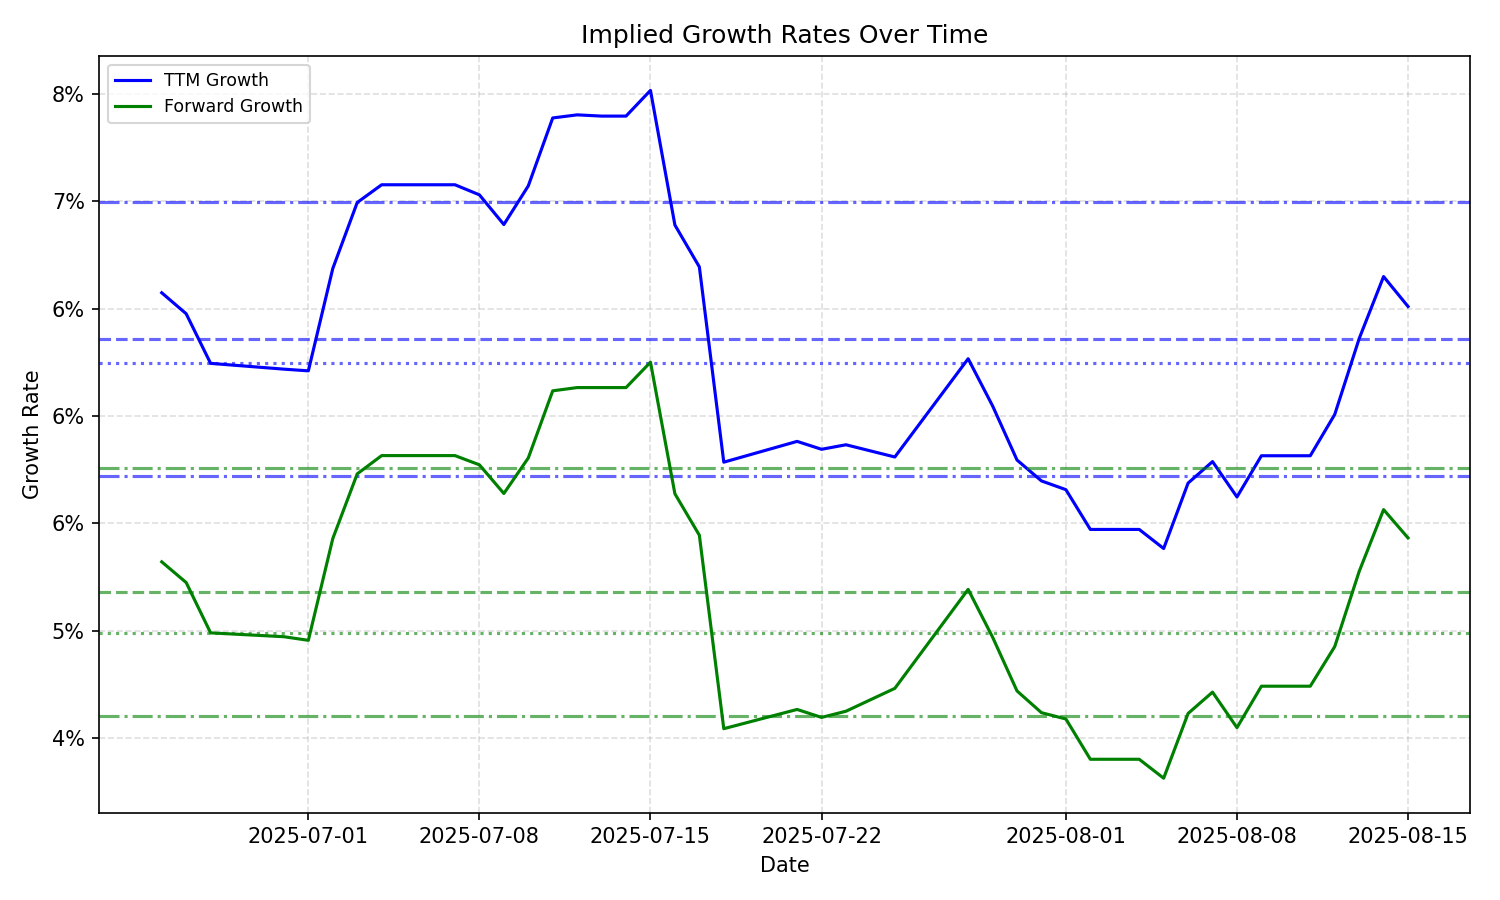 Implied Growth Rates Over Time
TTM Growth
Forward Growth
8%
7%
6%
6%
6%
5%
4%
Growth Rate
2025-07-01
2025-07-08
2025-07-15
2025-07-22
2025-08-01
2025-08-08
2025-08-15
Date